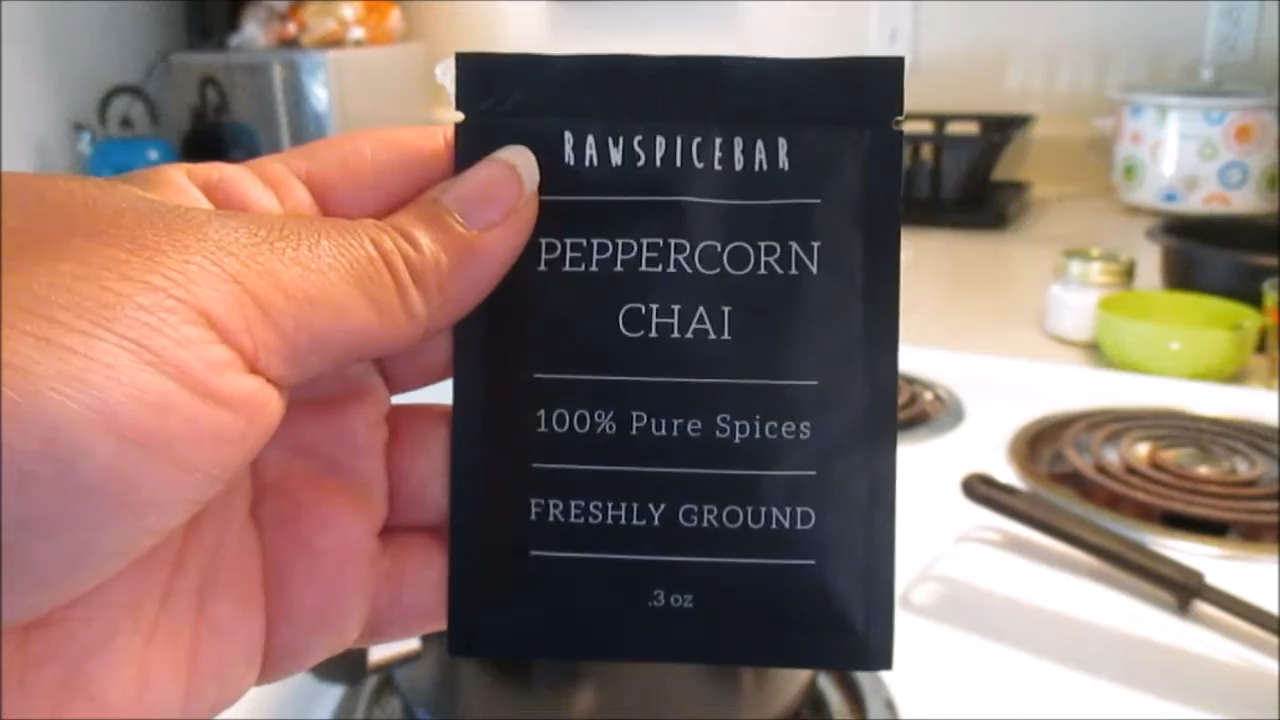 RAWSPICEBAR
PEPPERCORN
CHAI
100% Pure Spices
FRESHLY GROUND
.3 oz